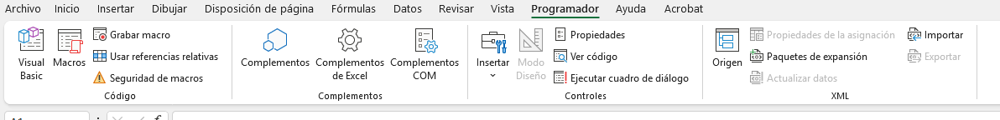 Archivo Inicio Insertar Dibujar Disposición de página Fórmulas Datos Revisar Vista Programador Ayuda Acrobat
Visual Basic
Macros
Grabar macro
Usar referencias relativas
Seguridad de macros
Código
Complementos
Complementos de Excel
Complementos COM
Complementos
Insertar
Modo Diseño
Propiedades
Ver código
Ejecutar cuadro de diálogo
Controles
Origen
Propiedades de la asignación
Paquetes de expansión
Actualizar datos
Importar
Exportar
XML